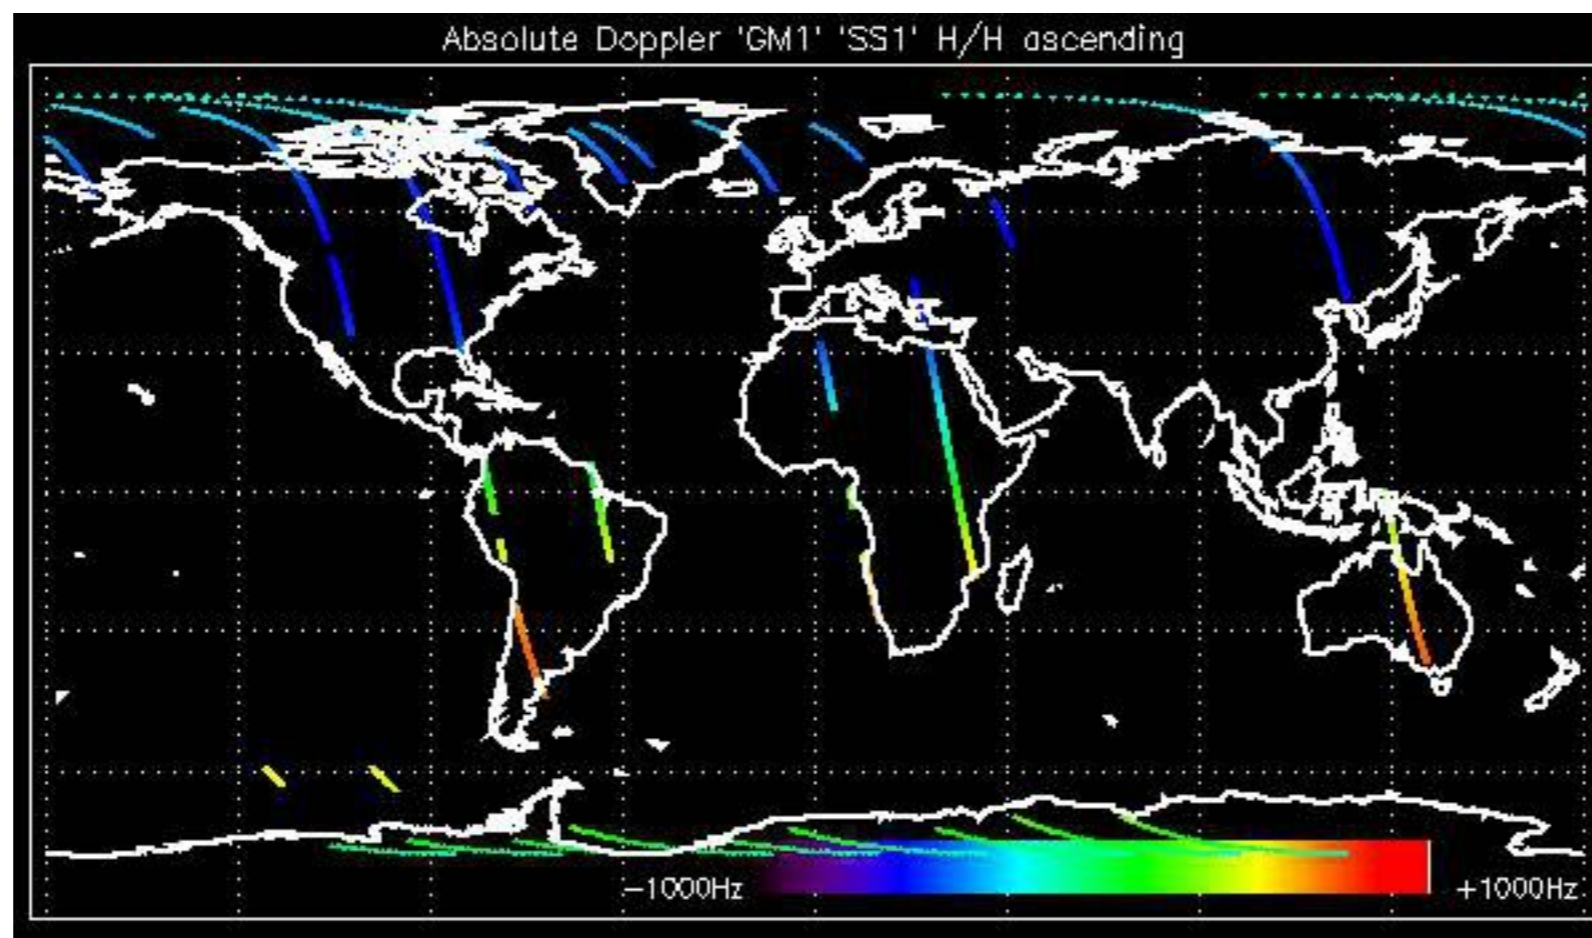 Absolute Doppler 'GM1' 'SS1' H/H ascending
-1000Hz
+1000Hz